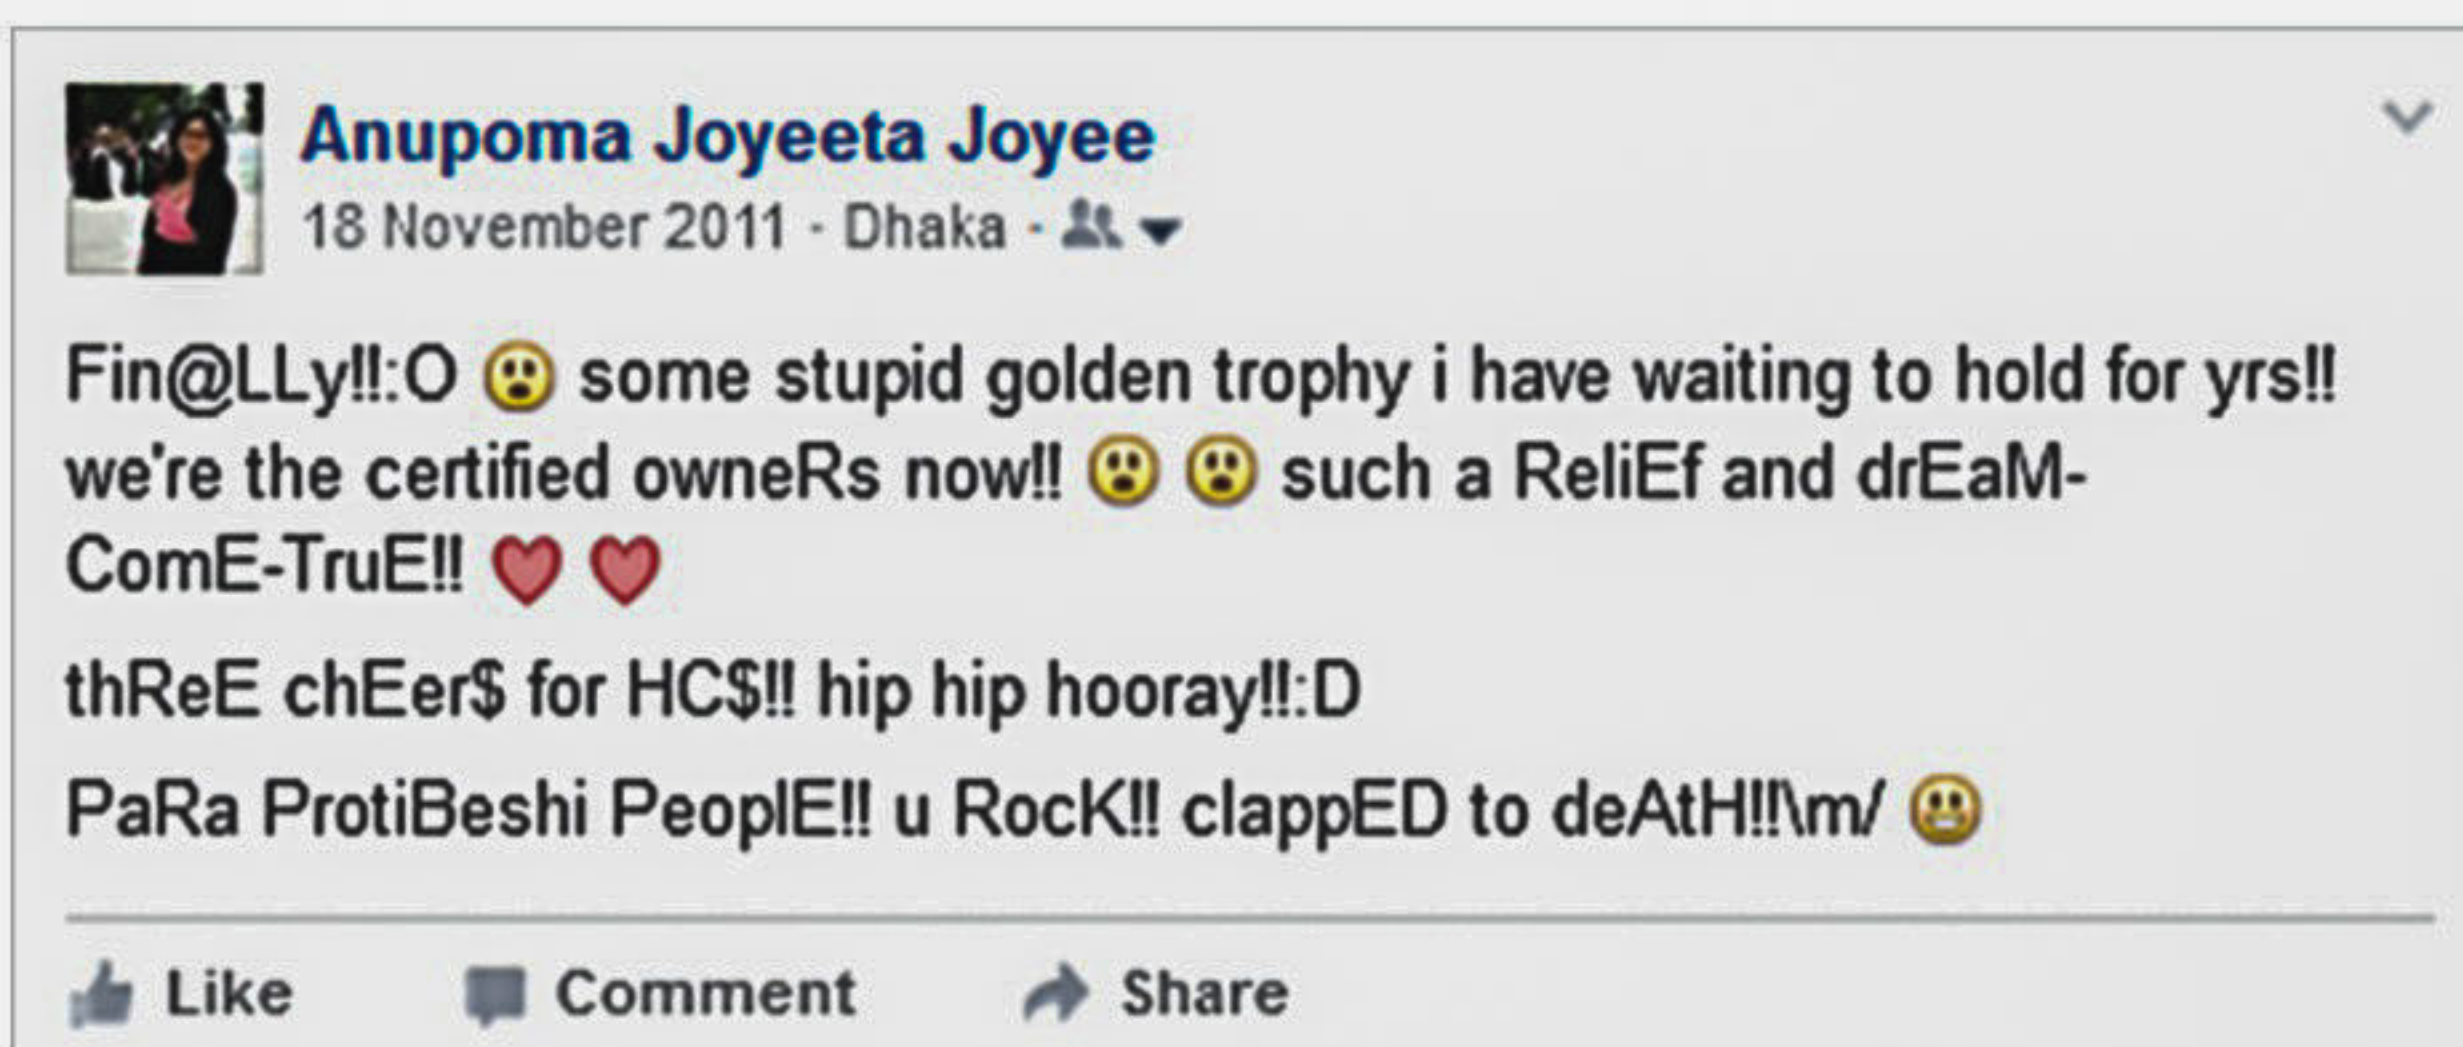 Anupoma Joyeeta Joyee
18 November 2011 · Dhaka ·
Fin@LLy!!:O 😮 some stupid golden trophy i have waiting to hold for yrs!!
we're the certified owneRs now!! 😮 😮 such a ReliEf and drEaM-
ComE-TruE!! ❤ ❤
thReE chEer$ for HC$!! hip hip hooray!!:D
PaRa ProtiBeshi PeoplE!! u RocK!! clappED to deAtH!!\m/ 😀
Like Comment Share